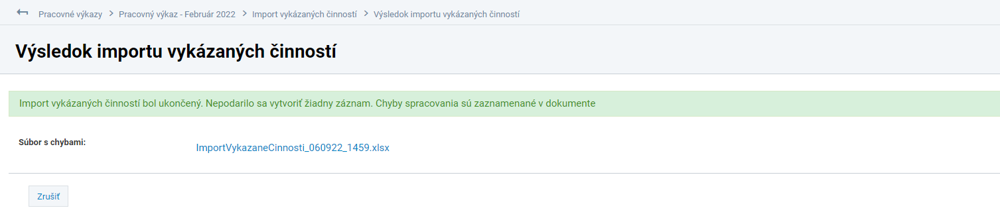 Pracovné výkazy > Pracovný výkaz - Február 2022 > Import vykázaných činností > Výsledok importu vykázaných činností
Výsledok importu vykázaných činností
Import vykázaných činností bol ukončený. Nepodarilo sa vytvoriť žiadny záznam. Chyby spracovania sú zaznamenané v dokumente
Súbor s chybami:
ImportVykazaneCinnosti_060922_1459.xlsx
Zrušiť